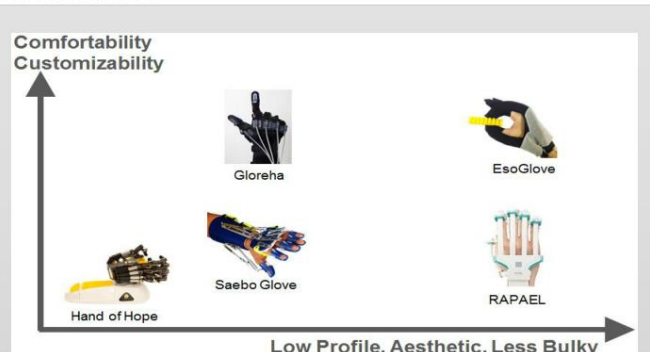 Comfortability
Customizability
Gloreha
EsoGlove
Saebo Glove
RAPAEL
Hand of Hope
Low Profile, Aesthetic, Less Bulky